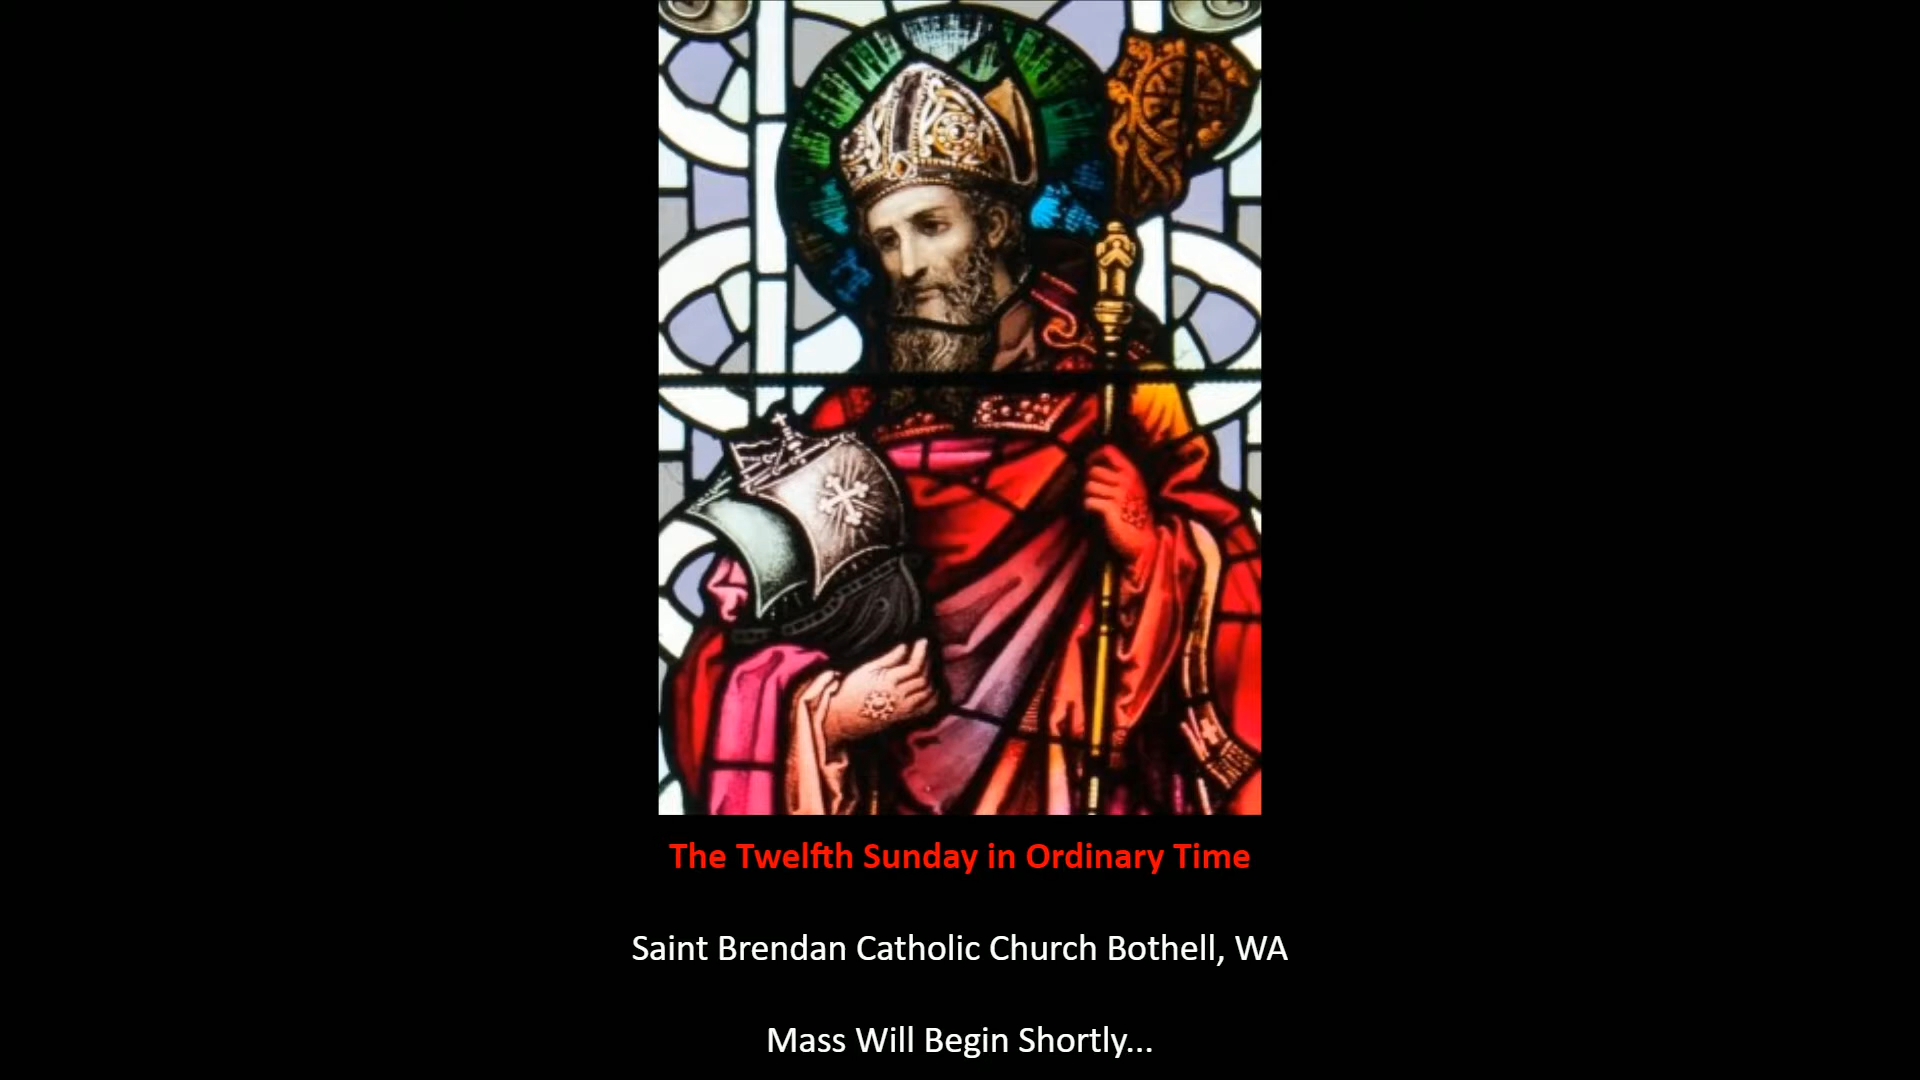 The Twelfth Sunday in Ordinary Time
Saint Brendan Catholic Church Bothell, WA
Mass Will Begin Shortly...